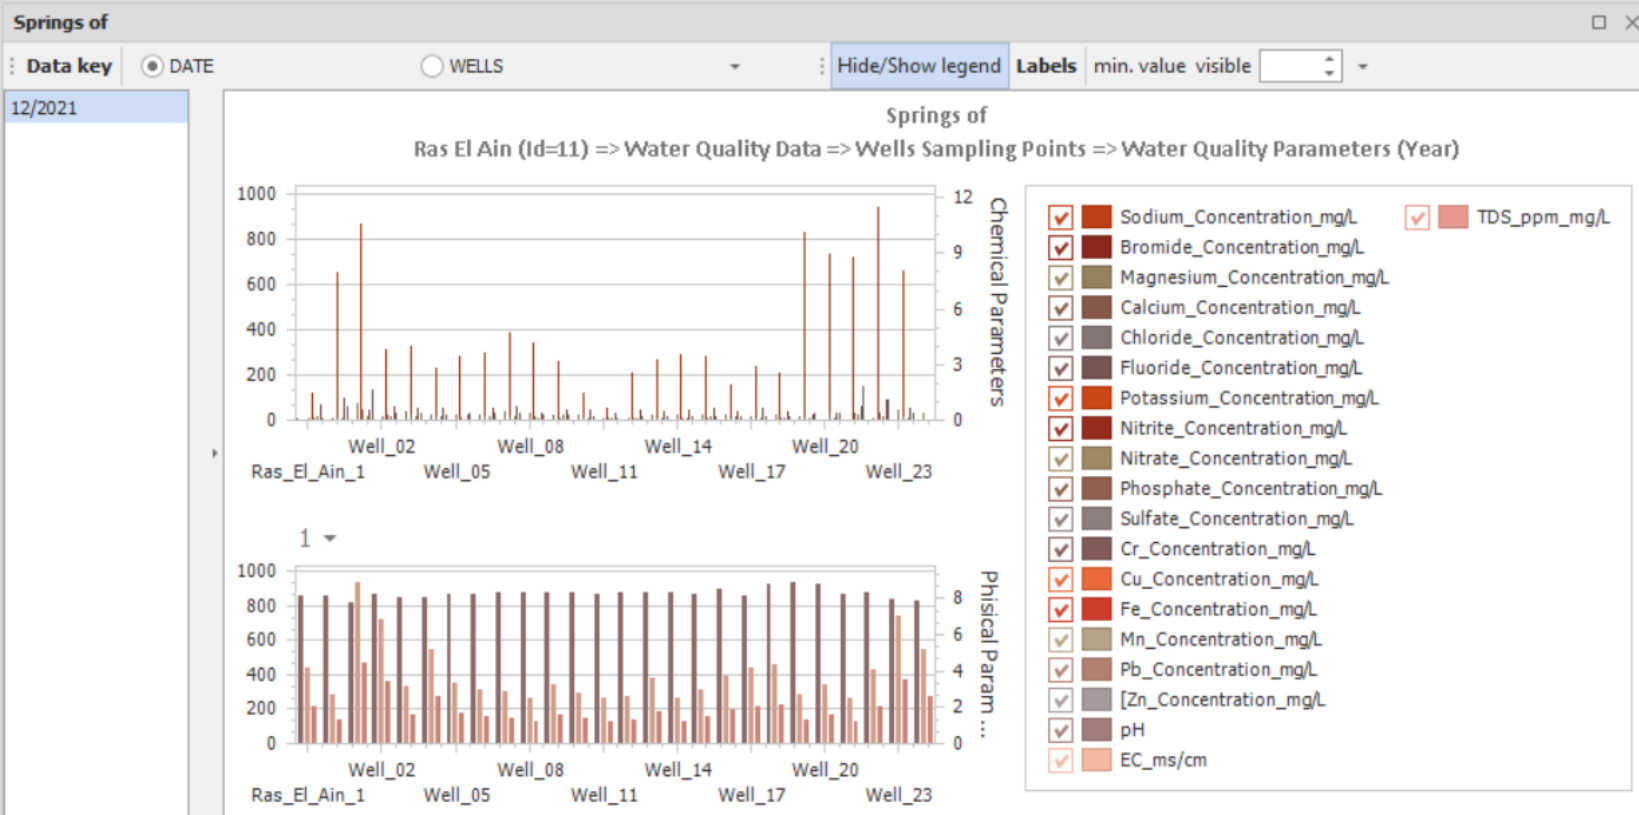 Springs of
Data key DATE WELLS Hide/Show legend Labels min. value visible
12/2021
Springs of
Ras El Ain (Id=11) => Water Quality Data => Wells Sampling Points => Water Quality Parameters (Year)
1000
800
600
400
200
0
12
9
6
3
0
Chemical Parameters
Well_02 Well_08 Well_14 Well_20
Ras_El_Ain_1 Well_05 Well_11 Well_17 Well_23
1
1000
800
600
400
200
0
8
6
4
2
0
Phisical Param ...
Well_02 Well_08 Well_14 Well_20
Ras_El_Ain_1 Well_05 Well_11 Well_17 Well_23
Sodium_Concentration_mg/L
Bromide_Concentration_mg/L
Magnesium_Concentration_mg/L
Calcium_Concentration_mg/L
Chloride_Concentration_mg/L
Fluoride_Concentration_mg/L
Potassium_Concentration_mg/L
Nitrite_Concentration_mg/L
Nitrate_Concentration_mg/L
Phosphate_Concentration_mg/L
Sulfate_Concentration_mg/L
Cr_Concentration_mg/L
Cu_Concentration_mg/L
Fe_Concentration_mg/L
Mn_Concentration_mg/L
Pb_Concentration_mg/L
[Zn_Concentration_mg/L
pH
EC_ms/cm
TDS_ppm_mg/L